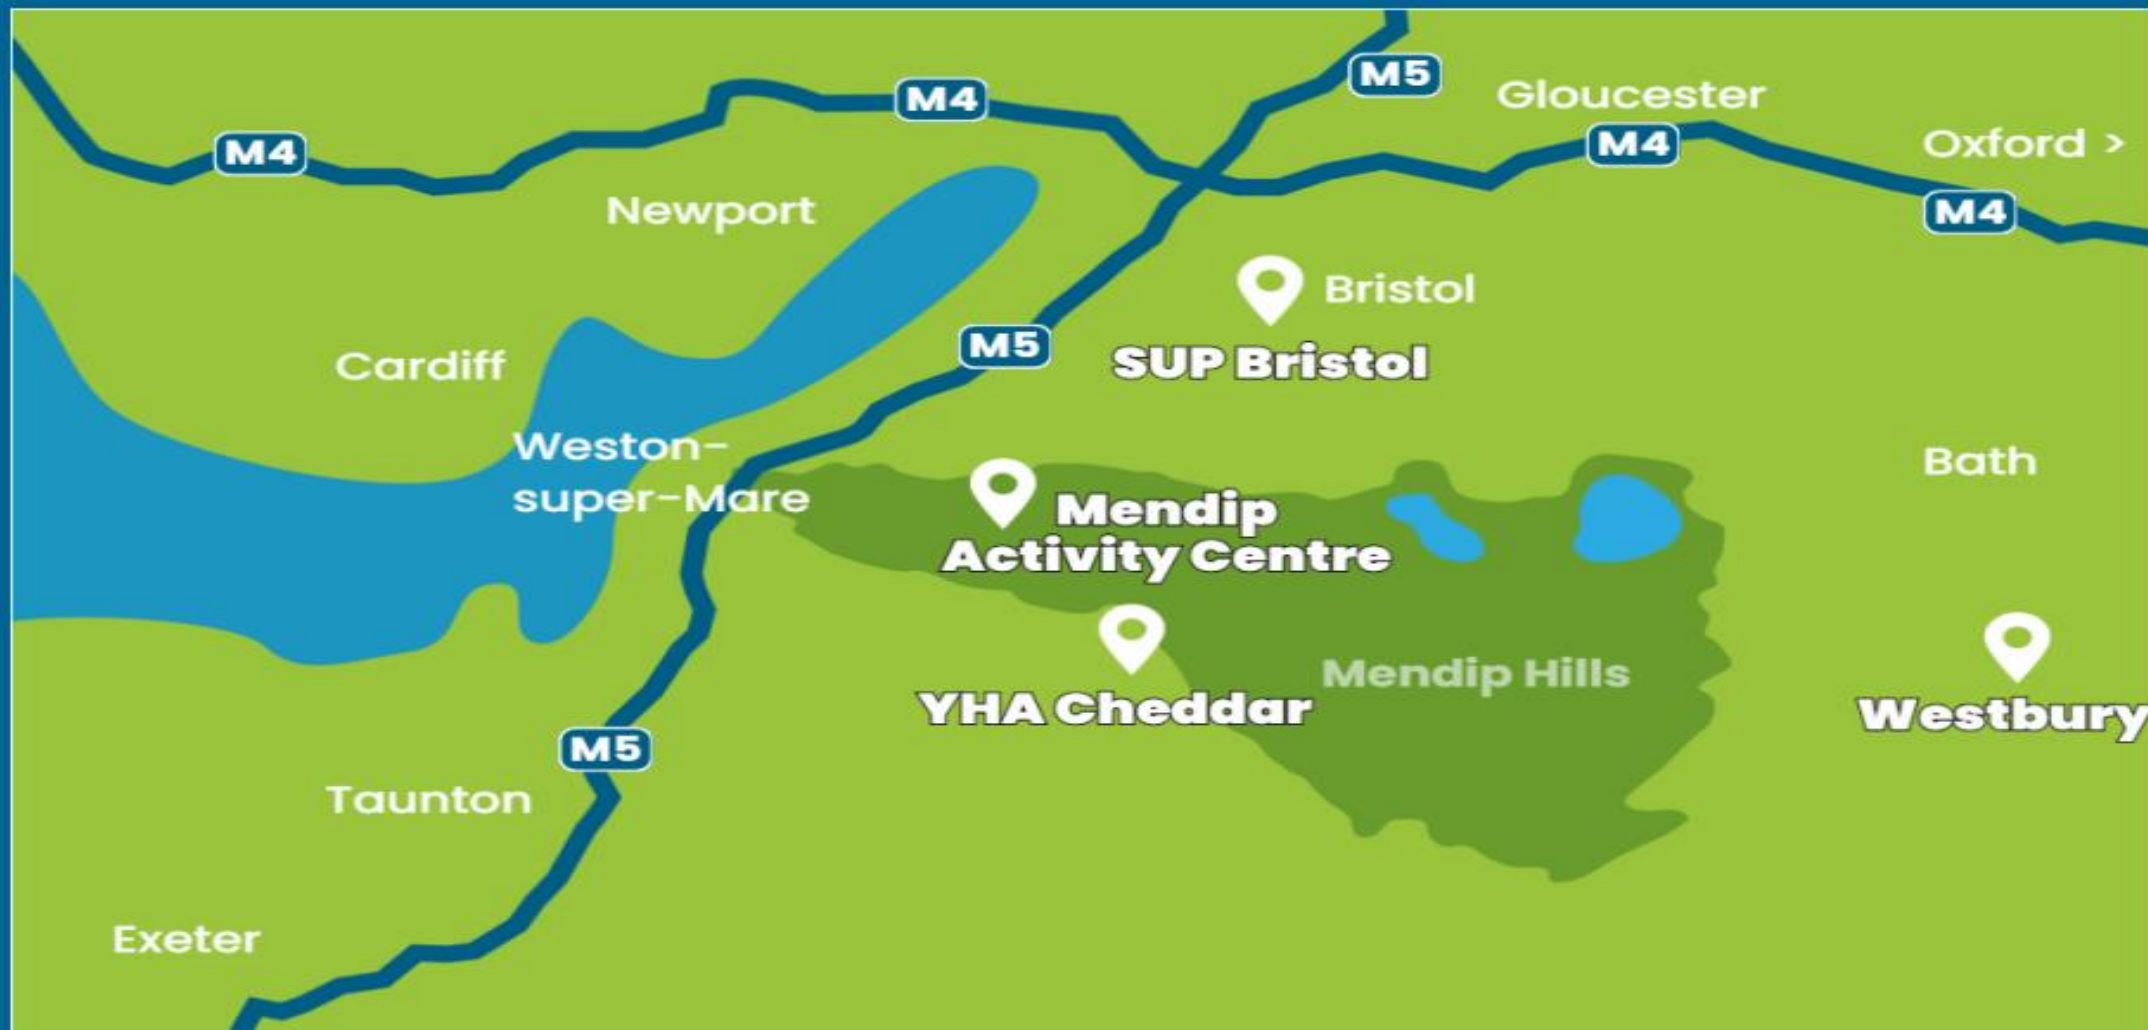 M5
Gloucester
M4
M4
Oxford >
M4
M4
Newport
Bristol
M5
SUP Bristol
Cardiff
Weston-
super-Mare
Bath
Mendip
Activity Centre
Mendip Hills
YHA Cheddar
Westbury
M5
Taunton
Exeter